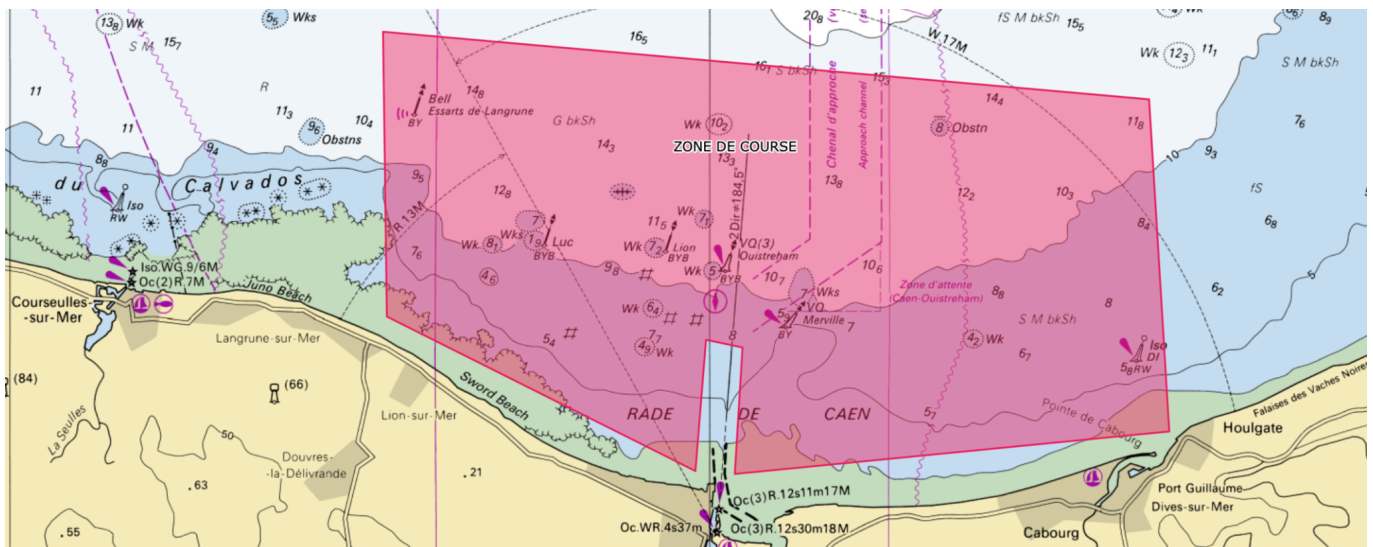 13₈ Wk
5₅ Wks
S M
15₇
R
11
11
11₃
9₆
Obstns
10₄
9₄
8₈
du Calvados
Iso
RW
Iso.WG.9/6M
Oc(2)R.7M
Courseulles-
-sur-Mer
Juno Beach
Langrune-sur-Mer
(84)
(66)
La Seulles
Lion-sur-Mer
50
Douvres-
-la-Délivrande
.63
.55
.21
Sword Beach
16₅
14₈
Bell
Essarts de Langrune
BY
G bkSh
14₃
9₅
R.13M
12₈
7₆
Wk 8₁
Wks
7
1₉
Luc
BYB
4₆
11₅
Wk 7₂
Lion
BYB
9₈
Wk 7₁
Wk 5
Wk 6₄
7₇
4₉ Wk
5₄
Wk 10₂
ZONE DE COURSE
13₃
2 Dir≠184,5°
VQ(3)
Ouistreham
BYB
10₇
8
RADE DE CAEN
20₈
16₁ S bkSh
15₃
Chenal d'approche
Approach channel
13₈
10₆
7 Wks
5₉
VQ
Merville
BY
7
Zone d'attente
(Caen-Ouistreham)
W.17M
fS M bkSh
15₅
Wk 12₃
11₁
8₉
S M bkSh
7₆
14₄
11₈
8 Obstn
10
9₃
12₂
10₃
fS
8₄
6₈
8₈
8
6₂
S M bkSh
4₂ Wk
6₇
Iso
DI
5₈ RW
5
5₁
Pointe de Cabourg
Falaises des Vaches Noires
Houlgate
Port Guillaume
Dives-sur-Mer
Cabourg
Oc(3)R.12s11m17M
Oc.WR.4s37m
Oc(3)R.12s30m18M